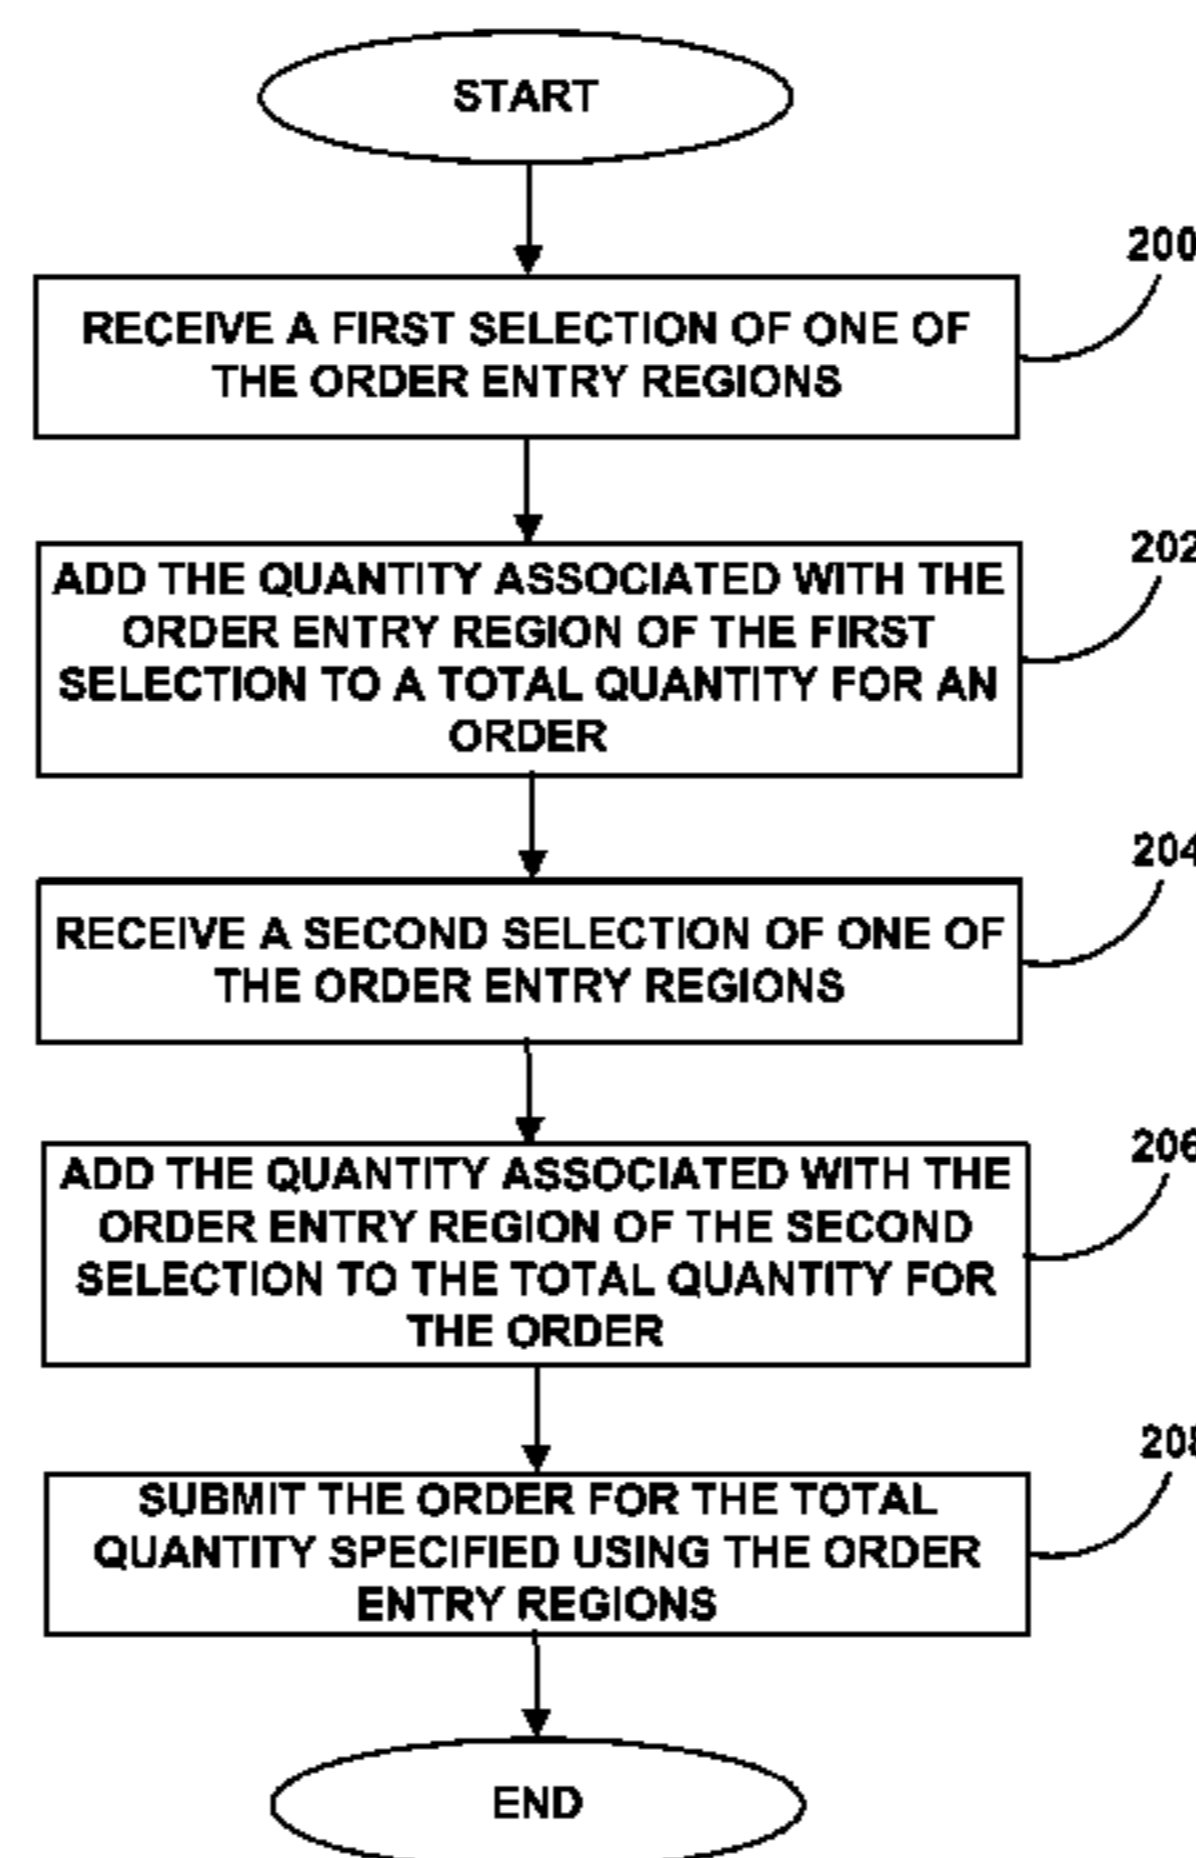 START
200
RECEIVE A FIRST SELECTION OF ONE OF
THE ORDER ENTRY REGIONS
202
ADD THE QUANTITY ASSOCIATED WITH THE
ORDER ENTRY REGION OF THE FIRST
SELECTION TO A TOTAL QUANTITY FOR AN
ORDER
204
RECEIVE A SECOND SELECTION OF ONE OF
THE ORDER ENTRY REGIONS
206
ADD THE QUANTITY ASSOCIATED WITH THE
ORDER ENTRY REGION OF THE SECOND
SELECTION TO THE TOTAL QUANTITY FOR
THE ORDER
208
SUBMIT THE ORDER FOR THE TOTAL
QUANTITY SPECIFIED USING THE ORDER
ENTRY REGIONS
END